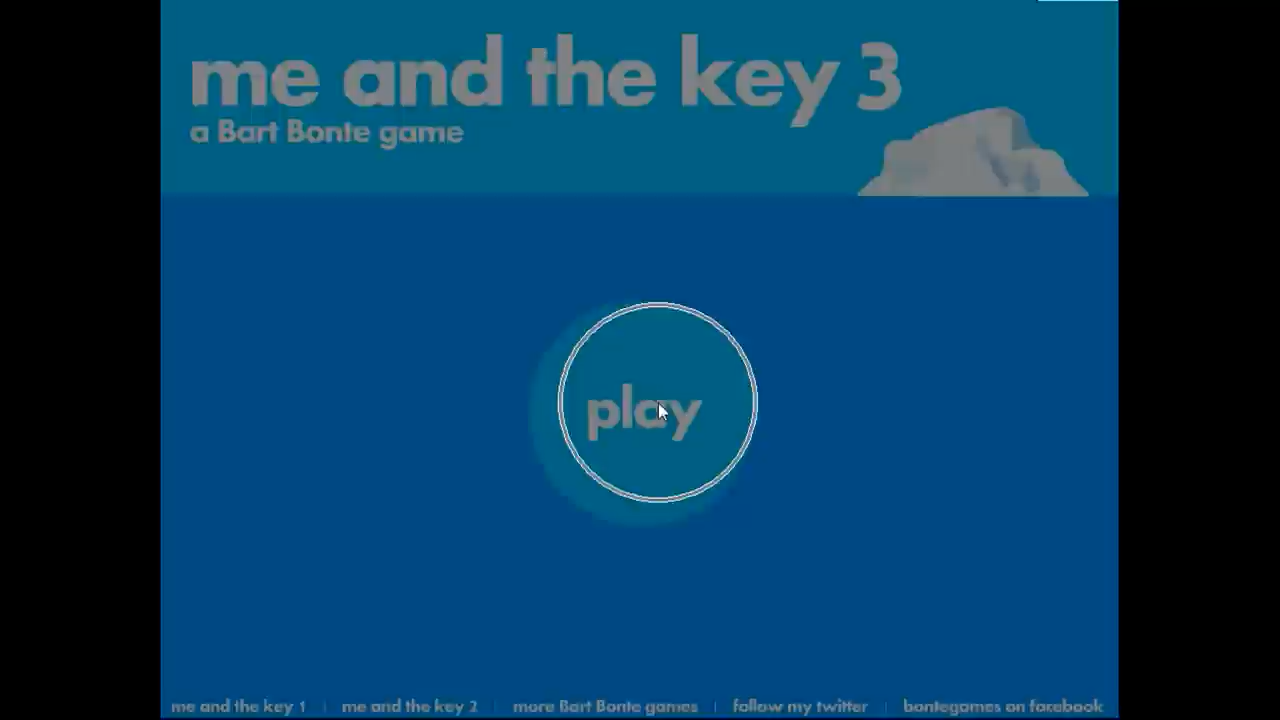 me and the key 3
a Bart Bonte game
play
me and the key 1 | me and the key 2 | more Bart Bonte games | follow my twitter | bontegames on facebook